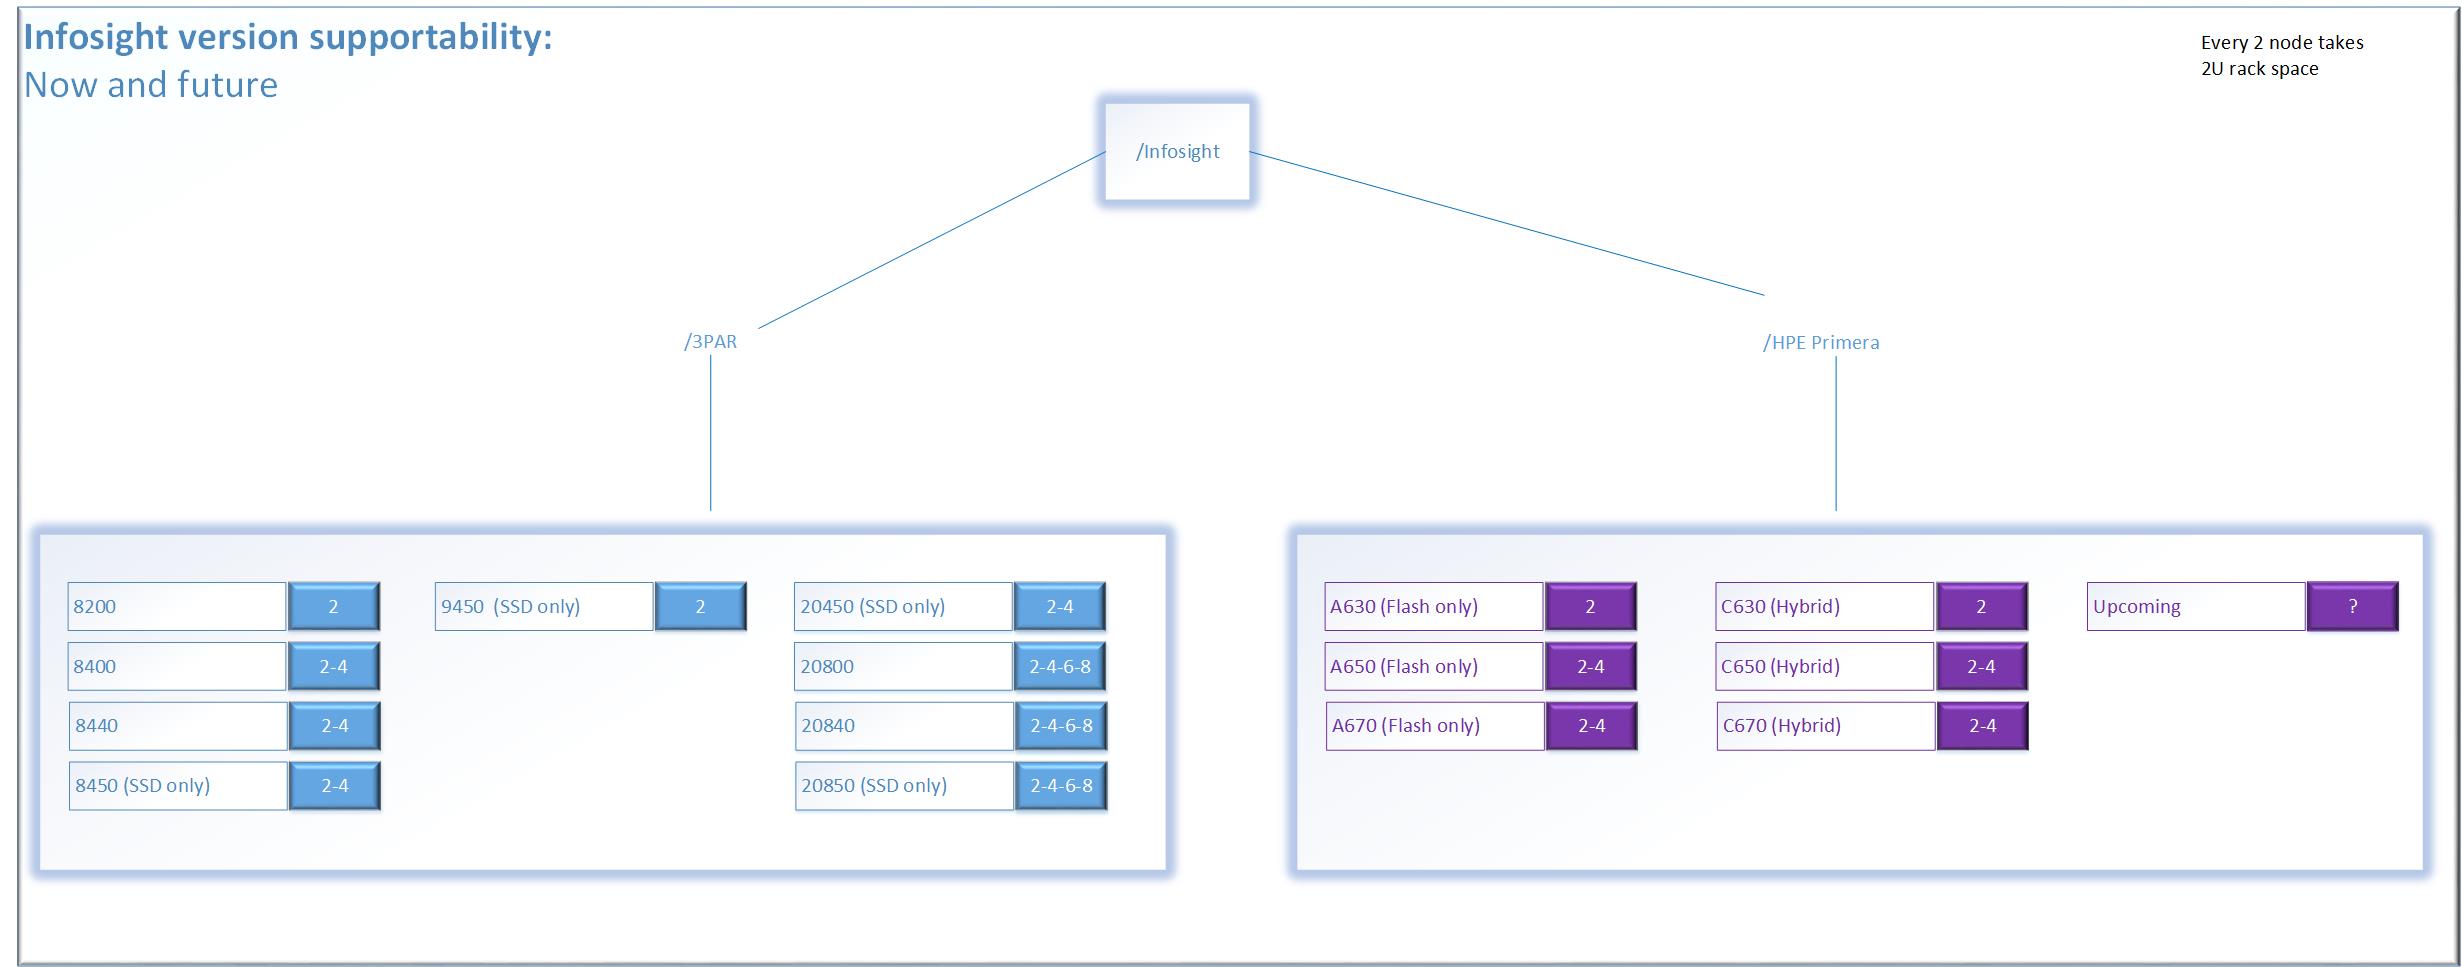 Infosight version supportability:
Now and future
Every 2 node takes
2U rack space
/Infosight
/3PAR
/HPE Primera
8200 2
8400 2-4
8440 2-4
8450 (SSD only) 2-4
9450 (SSD only) 2
20450 (SSD only) 2-4
20800 2-4-6-8
20840 2-4-6-8
20850 (SSD only) 2-4-6-8
A630 (Flash only) 2
A650 (Flash only) 2-4
A670 (Flash only) 2-4
C630 (Hybrid) 2
C650 (Hybrid) 2-4
C670 (Hybrid) 2-4
Upcoming ?